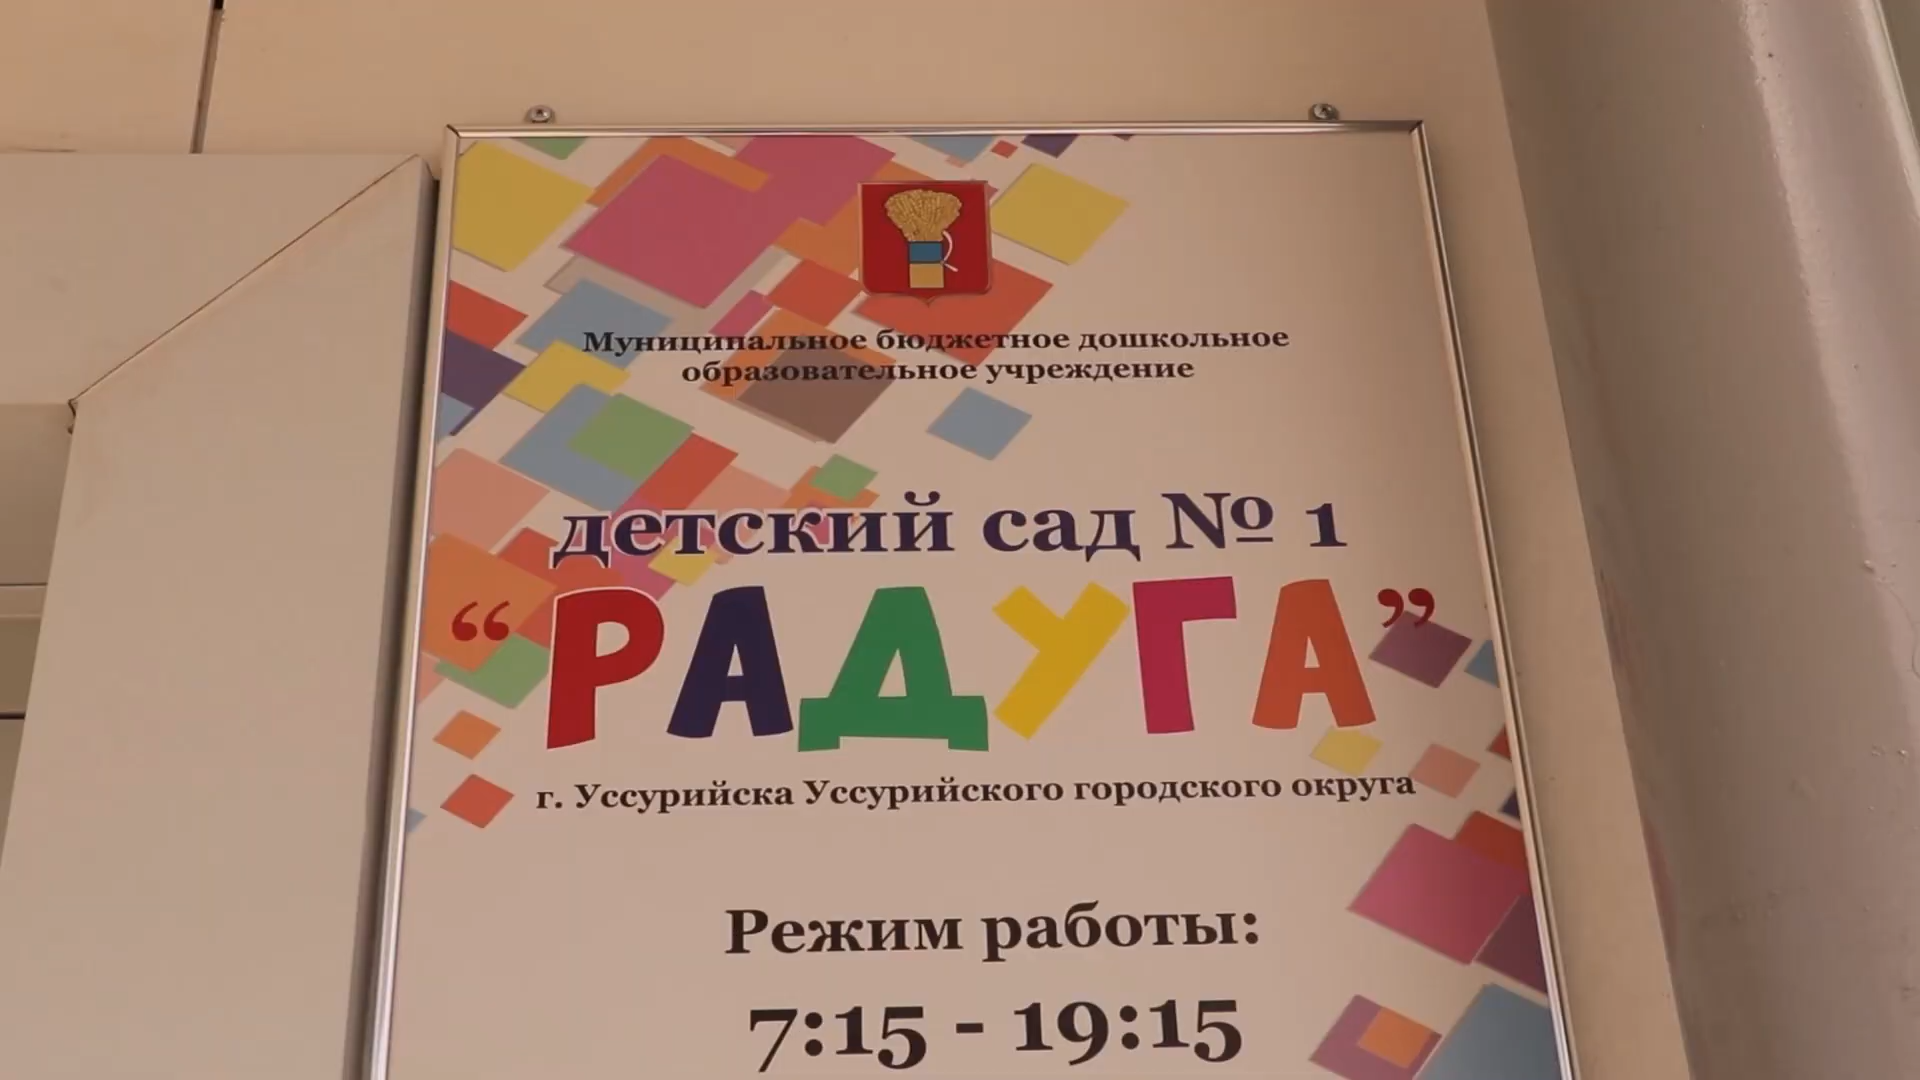 Муниципальное бюджетное дошкольное
образовательное учреждение
детский сад № 1
“РАДУГА”
г. Уссурийска Уссурийского городского округа
Режим работы:
7:15 - 19:15